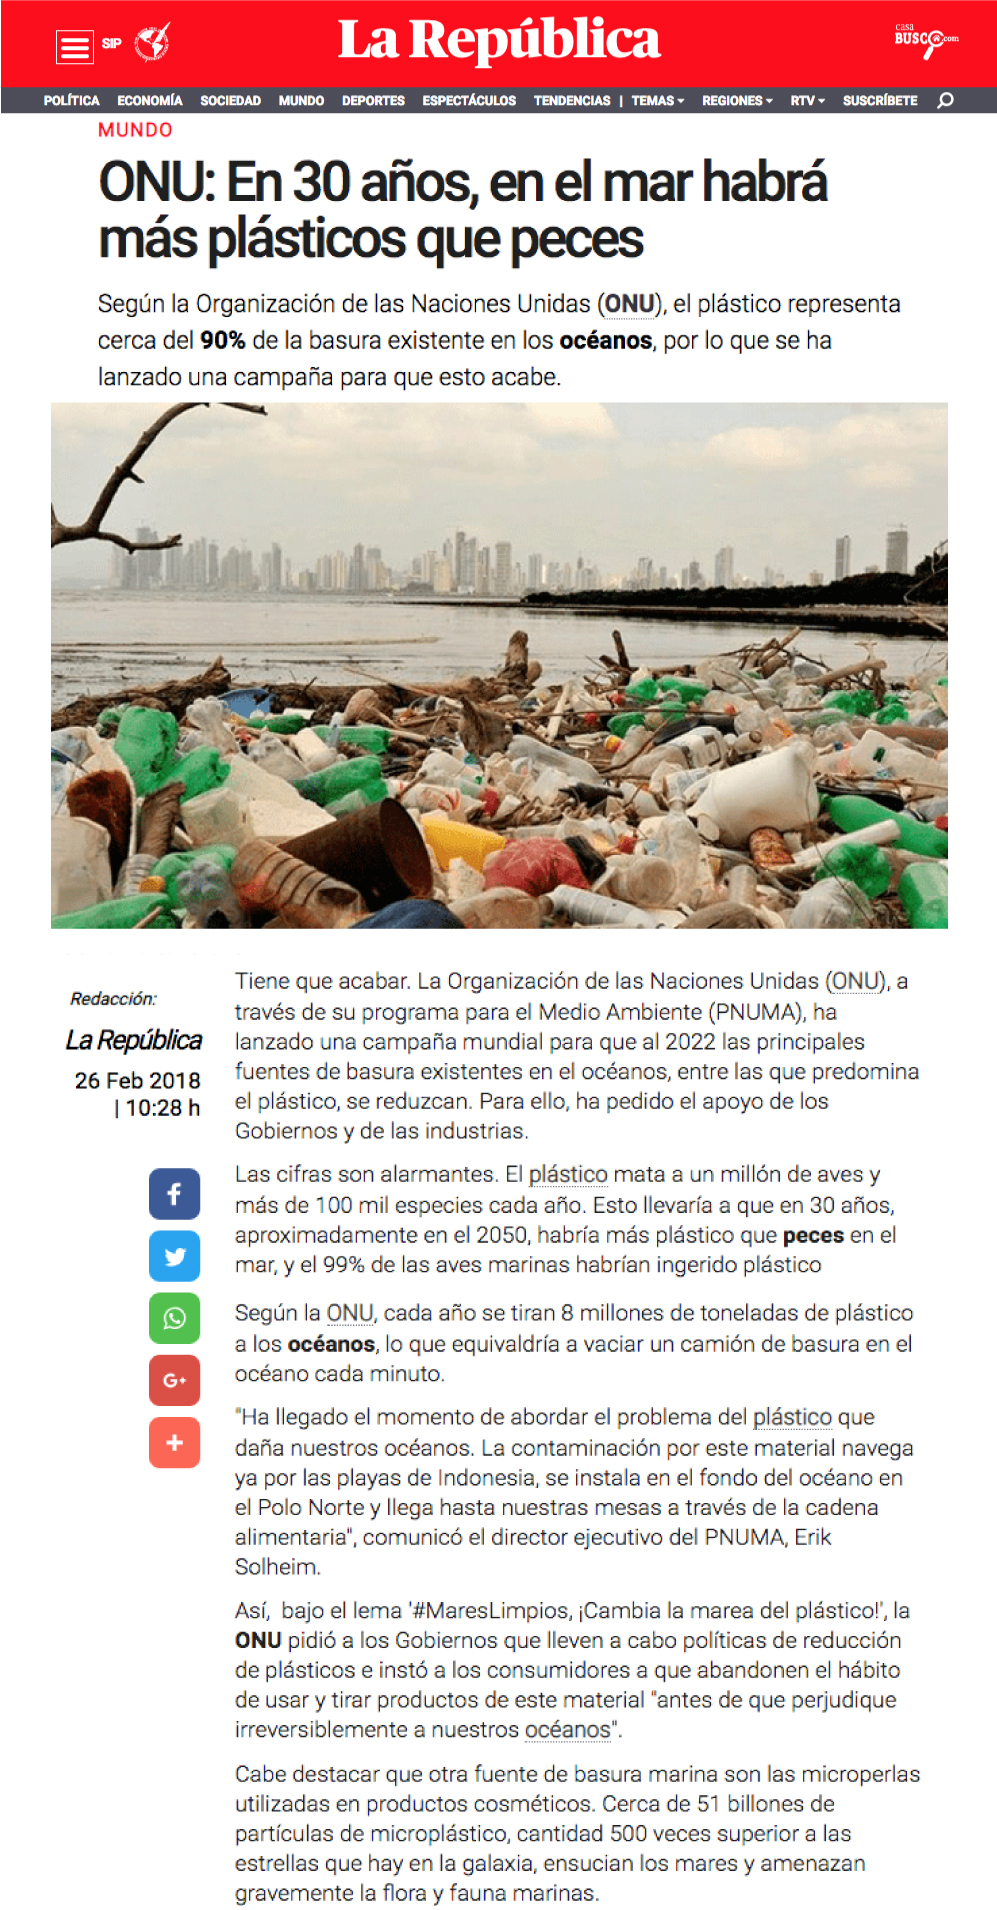 SIP
La República
casa
BUSCO.com
POLÍTICA ECONOMÍA SOCIEDAD MUNDO DEPORTES ESPECTÁCULOS TENDENCIAS | TEMAS REGIONES RTV SUSCRÍBETE
MUNDO
ONU: En 30 años, en el mar habrá
más plásticos que peces
Según la Organización de las Naciones Unidas (ONU), el plástico representa
cerca del 90% de la basura existente en los océanos, por lo que se ha
lanzado una campaña para que esto acabe.
Redacción:
La República
26 Feb 2018
| 10:28 h
Tiene que acabar. La Organización de las Naciones Unidas (ONU), a
través de su programa para el Medio Ambiente (PNUMA), ha
lanzado una campaña mundial para que al 2022 las principales
fuentes de basura existentes en el océanos, entre las que predomina
el plástico, se reduzcan. Para ello, ha pedido el apoyo de los
Gobiernos y de las industrias.
Las cifras son alarmantes. El plástico mata a un millón de aves y
más de 100 mil especies cada año. Esto llevaría a que en 30 años,
aproximadamente en el 2050, habría más plástico que peces en el
mar, y el 99% de las aves marinas habrían ingerido plástico
Según la ONU, cada año se tiran 8 millones de toneladas de plástico
a los océanos, lo que equivaldría a vaciar un camión de basura en el
océano cada minuto.
"Ha llegado el momento de abordar el problema del plástico que
daña nuestros océanos. La contaminación por este material navega
ya por las playas de Indonesia, se instala en el fondo del océano en
el Polo Norte y llega hasta nuestras mesas a través de la cadena
alimentaria", comunicó el director ejecutivo del PNUMA, Erik
Solheim.
Así, bajo el lema '#MaresLimpios, ¡Cambia la marea del plástico!', la
ONU pidió a los Gobiernos que lleven a cabo políticas de reducción
de plásticos e instó a los consumidores a que abandonen el hábito
de usar y tirar productos de este material "antes de que perjudique
irreversiblemente a nuestros océanos".
Cabe destacar que otra fuente de basura marina son las microperlas
utilizadas en productos cosméticos. Cerca de 51 billones de
partículas de microplástico, cantidad 500 veces superior a las
estrellas que hay en la galaxia, ensucian los mares y amenazan
gravemente la flora y fauna marinas.